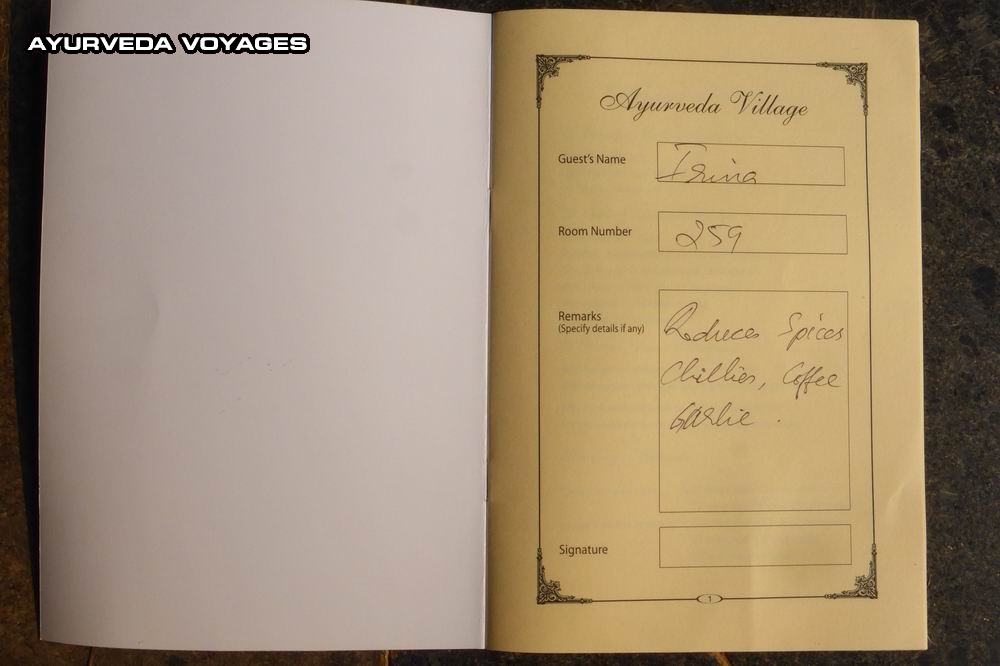 AYURVEDA VOYAGES
Ayurveda Village
Guest's Name
Irina
Room Number
259
Remarks
(Specify details if any)
Reduces Spices
Chillies, Coffee
Garlic.
Signature
1